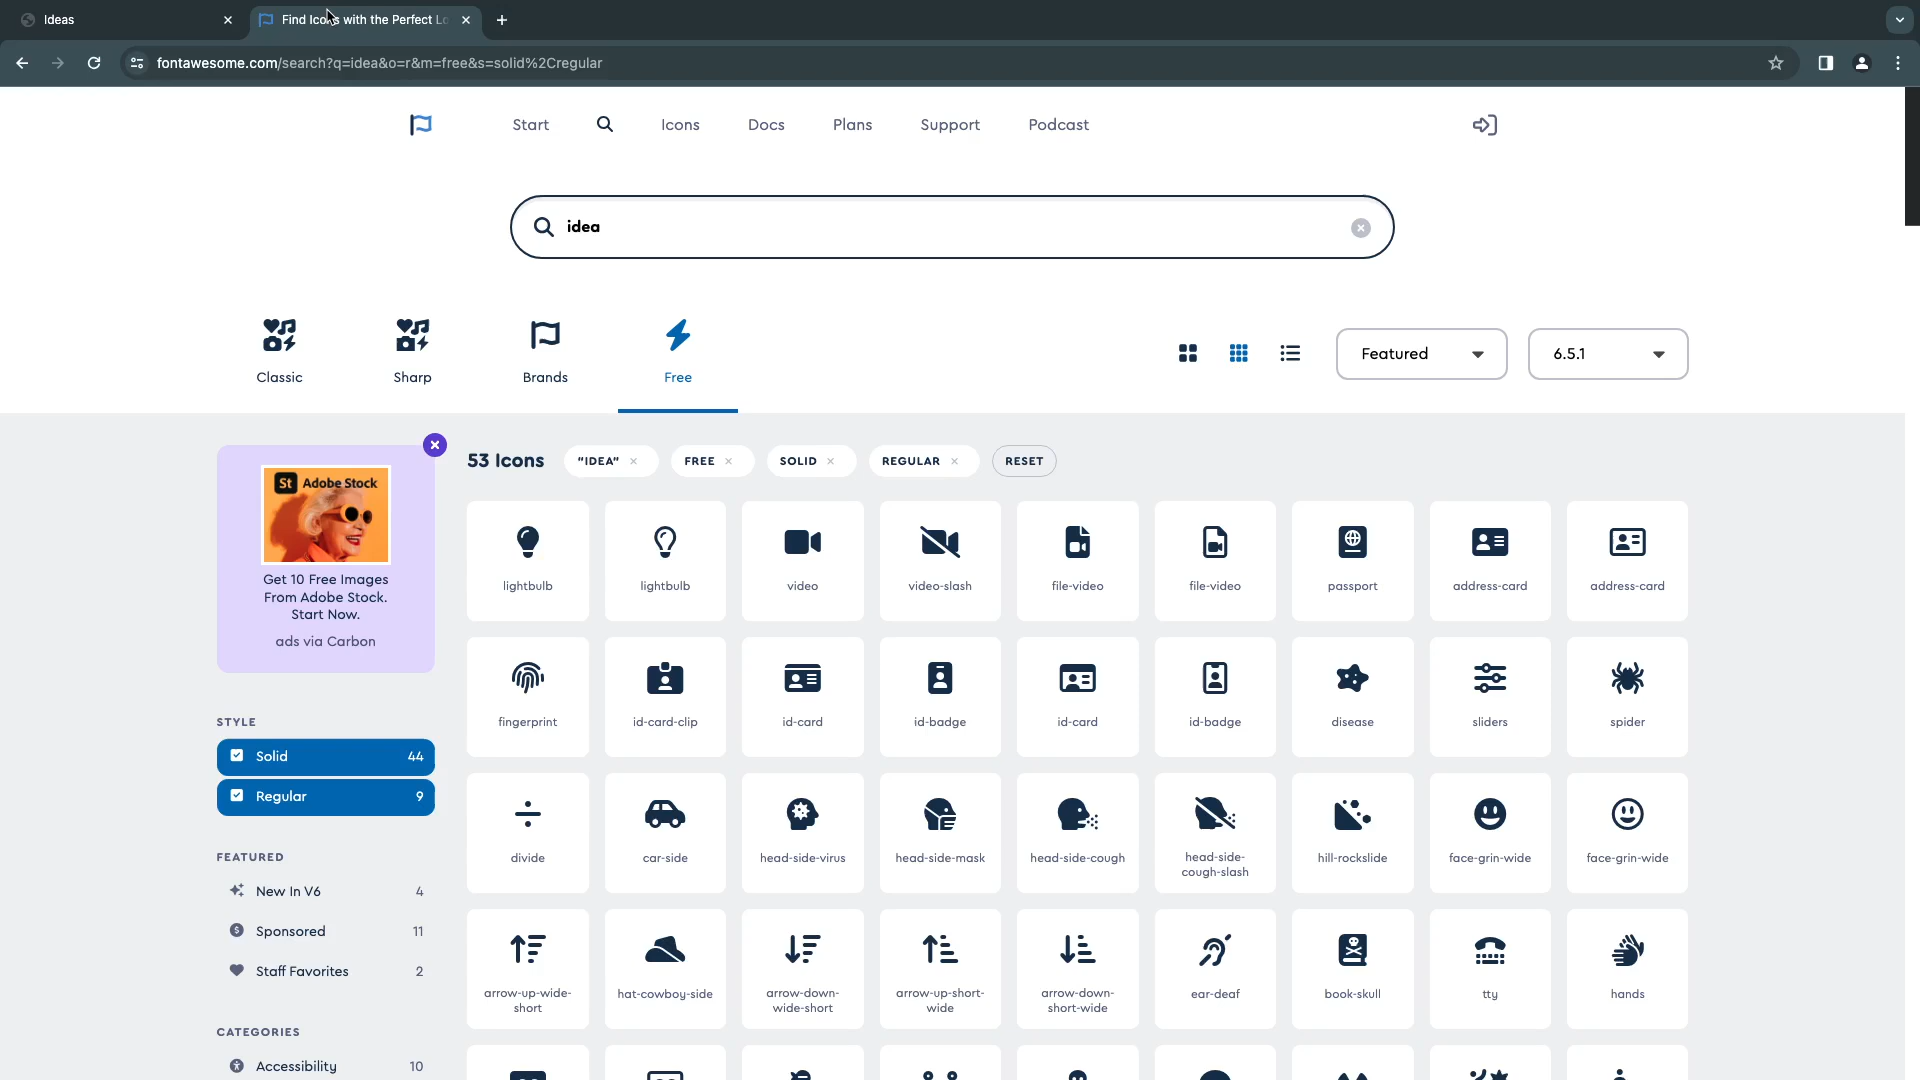 Ideas
Find Icons with the Perfect Lo
fontawesome.com/search?q=idea&o=r&m=free&s=solid%2Cregular
Start
Icons
Docs
Plans
Support
Podcast
idea
Classic
Sharp
Brands
Free
Featured
6.5.1
St Adobe Stock
Get 10 Free Images
From Adobe Stock.
Start Now.
ads via Carbon
53 Icons
"IDEA"
FREE
SOLID
REGULAR
RESET
lightbulb
lightbulb
video
video-slash
file-video
file-video
passport
address-card
address-card
fingerprint
id-card-clip
id-card
id-badge
id-card
id-badge
disease
sliders
spider
STYLE
Solid 44
Regular 9
divide
car-side
head-side-virus
head-side-mask
head-side-cough
head-side-
cough-slash
hill-rockslide
face-grin-wide
face-grin-wide
FEATURED
New In V6 4
Sponsored 11
Staff Favorites 2
arrow-up-wide-
short
hat-cowboy-side
arrow-down-
wide-short
arrow-up-short-
wide
arrow-down-
short-wide
ear-deaf
book-skull
tty
hands
CATEGORIES
Accessibility 10